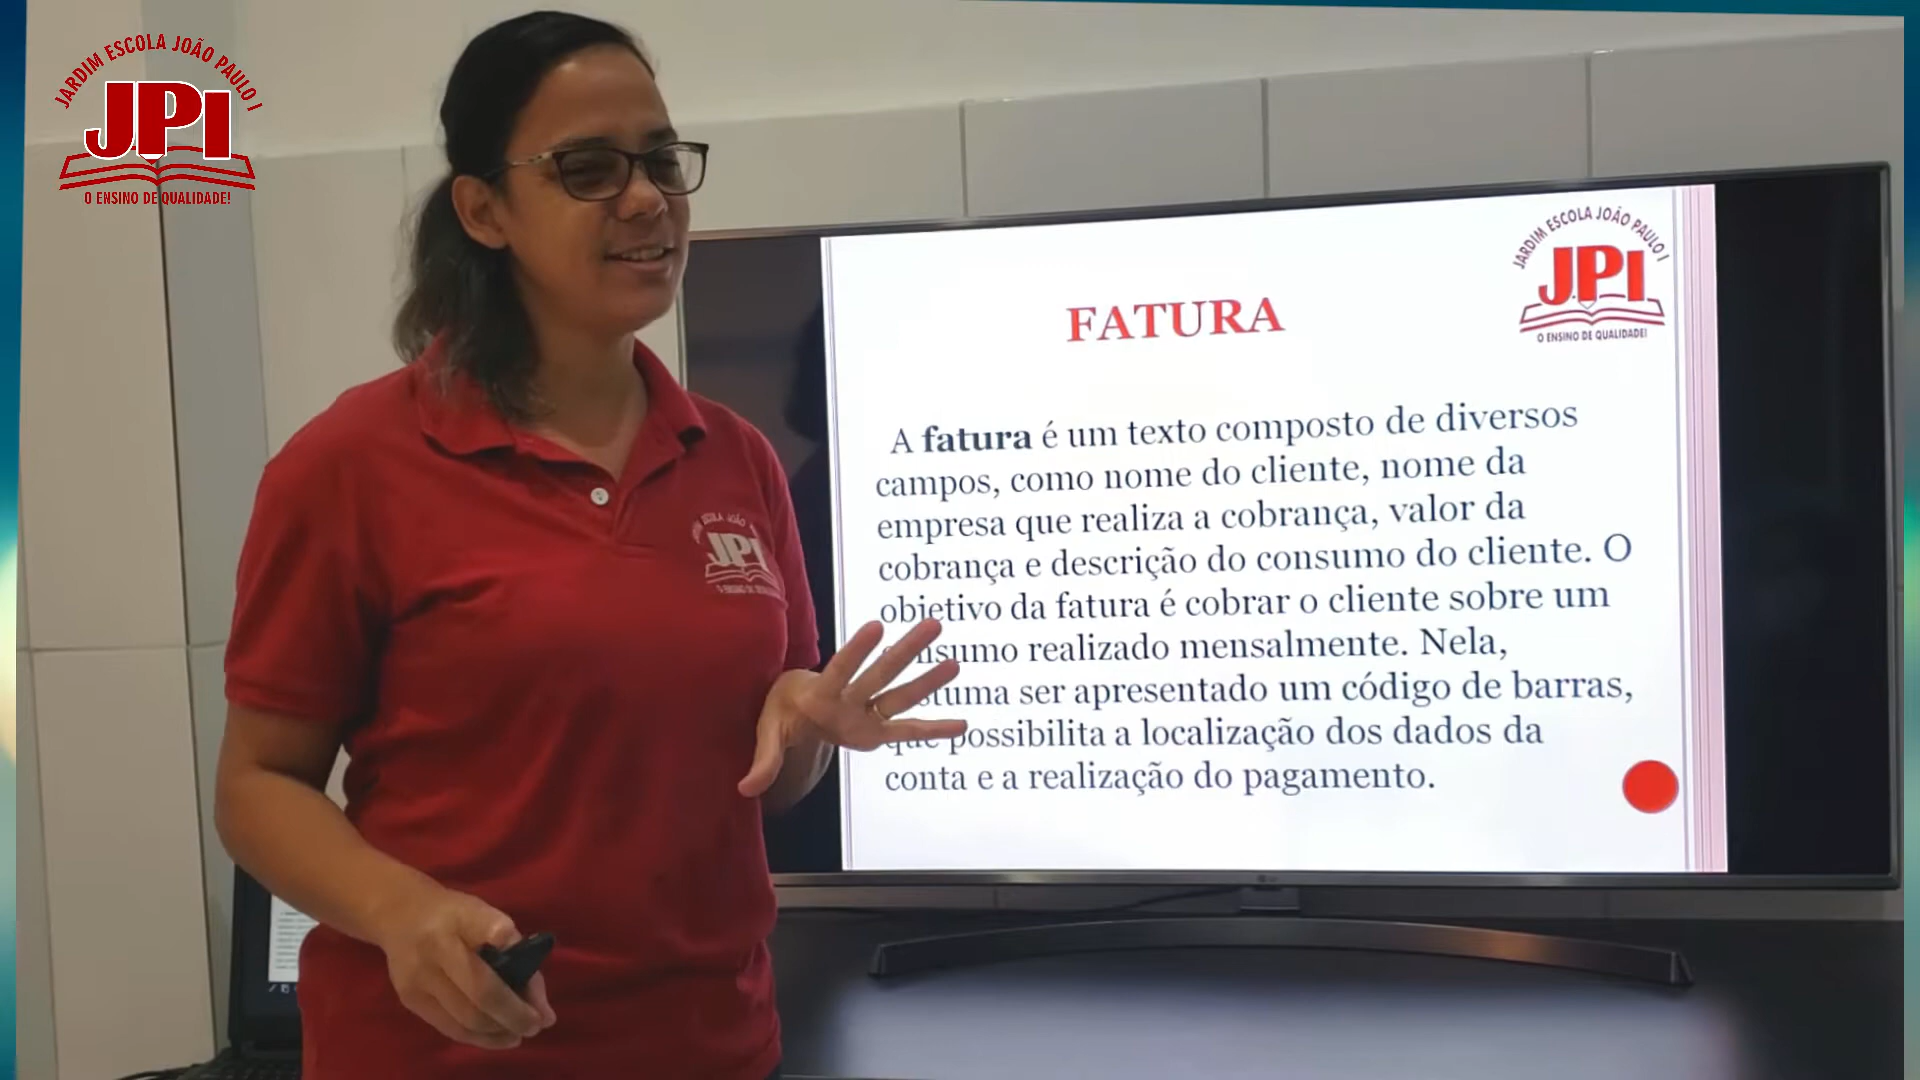 JARDIM ESCOLA JOÃO PAULO I
JPI
O ENSINO DE QUALIDADE!
JARDIM ESCOLA JOÃO PAULO I
JPI
O ENSINO DE QUALIDADE!
FATURA
A fatura é um texto composto de diversos
campos, como nome do cliente, nome da
empresa que realiza a cobrança, valor da
cobrança e descrição do consumo do cliente. O
objetivo da fatura é cobrar o cliente sobre um
consumo realizado mensalmente. Nela,
ser apresentado um código de barras,
que possibilita a localização dos dados da
conta e a realização do pagamento.
JPI
LG